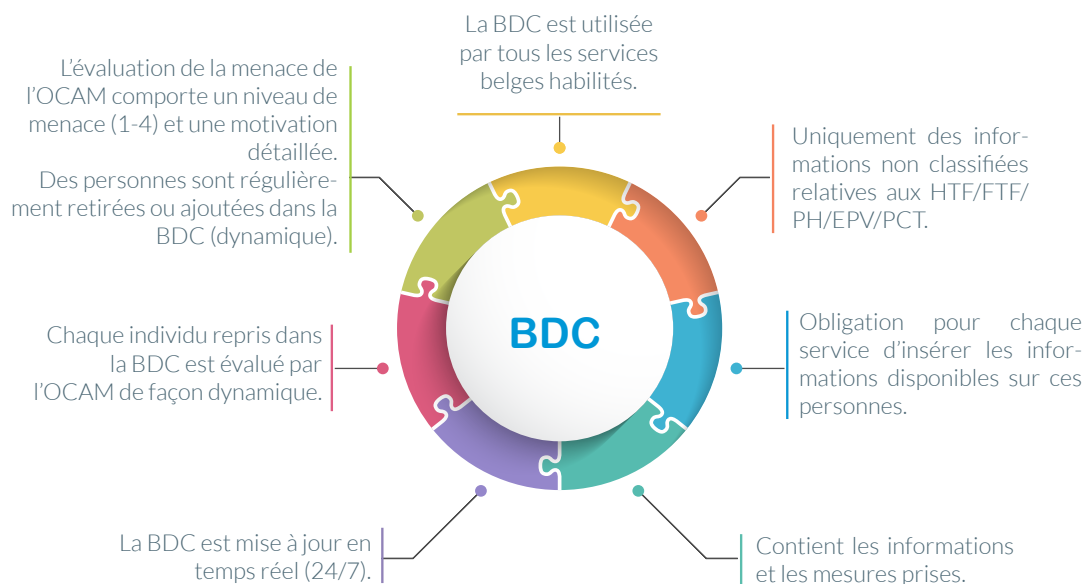 La BDC est utilisée
par tous les services
belges habilités.
Uniquement des infor-
mations non classifiées
relatives aux HTF/FTF/
PH/EPV/PCT.
Obligation pour chaque
service d’insérer les infor-
mations disponibles sur ces
personnes.
Contient les informations
et les mesures prises.
La BDC est mise à jour en
temps réel (24/7).
Chaque individu repris dans
la BDC est évalué par
l’OCAM de façon dynamique.
L’évaluation de la menace de
l’OCAM comporte un niveau de
menace (1-4) et une motivation
détaillée.
Des personnes sont régulière-
ment retirées ou ajoutées dans la
BDC (dynamique).
BDC